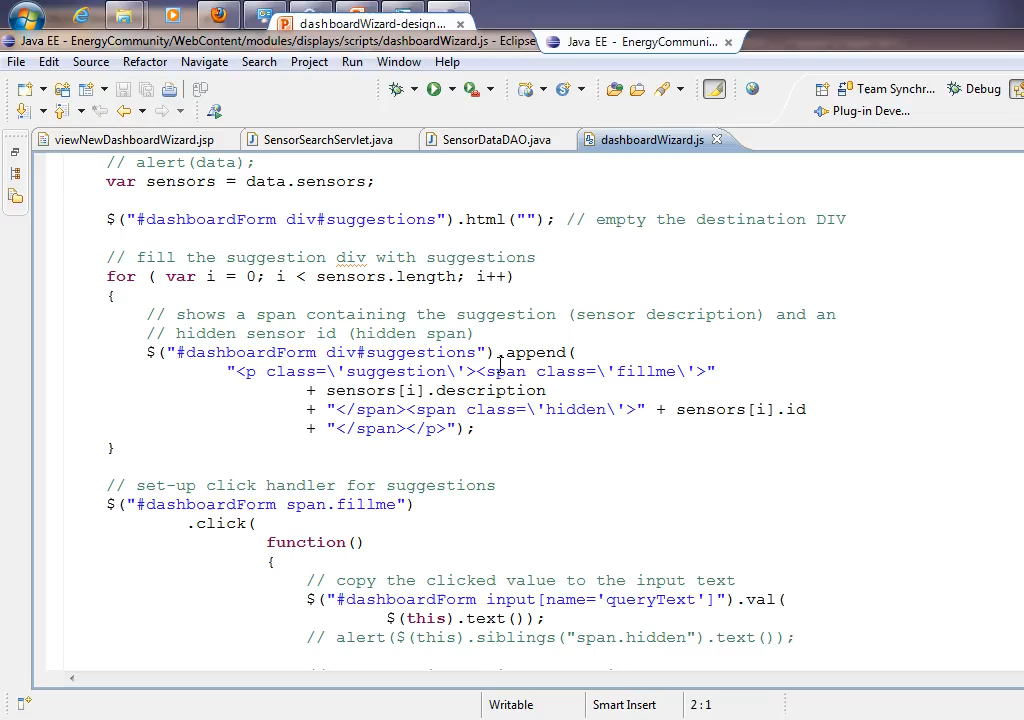 dashboardWizard-design...
Java EE - EnergyCommunity/WebContent/modules/displays/scripts/dashboardWizard.js - Eclipse
Java EE - EnergyCommuni...
File Edit Source Refactor Navigate Search Project Run Window Help
Team Synchr... Debug
Plug-in Deve...
viewNewDashboardWizard.jsp SensorSearchServlet.java SensorDataDAO.java dashboardWizard.js
// alert(data);
var sensors = data.sensors;
$("#dashboardForm div#suggestions").html(""); // empty the destination DIV
// fill the suggestion div with suggestions
for ( var i = 0; i < sensors.length; i++)
{
// shows a span containing the suggestion (sensor description) and an
// hidden sensor id (hidden span)
$("#dashboardForm div#suggestions").append(
"<p class=\'suggestion\'><span class=\'fillme\'>"
+ sensors[i].description
+ "</span><span class=\'hidden\'>" + sensors[i].id
+ "</span></p>");
}
// set-up click handler for suggestions
$("#dashboardForm span.fillme")
.click(
function()
{
// copy the clicked value to the input text
$("#dashboardForm input[name='queryText']").val(
$(this).text());
// alert($(this).siblings("span.hidden").text());
Writable Smart Insert 2 : 1